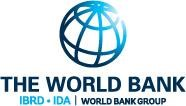 THE WORLD BANK
IBRD • IDA | WORLD BANK GROUP